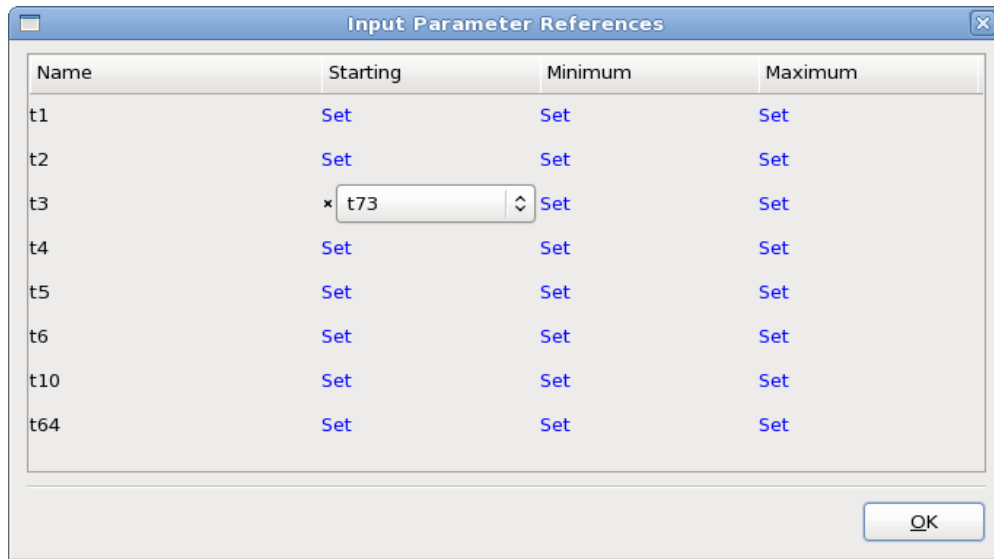 Input Parameter References
Name Starting Minimum Maximum
t1 Set Set Set
t2 Set Set Set
t3 × t73 Set Set
t4 Set Set Set
t5 Set Set Set
t6 Set Set Set
t10 Set Set Set
t64 Set Set Set
OK